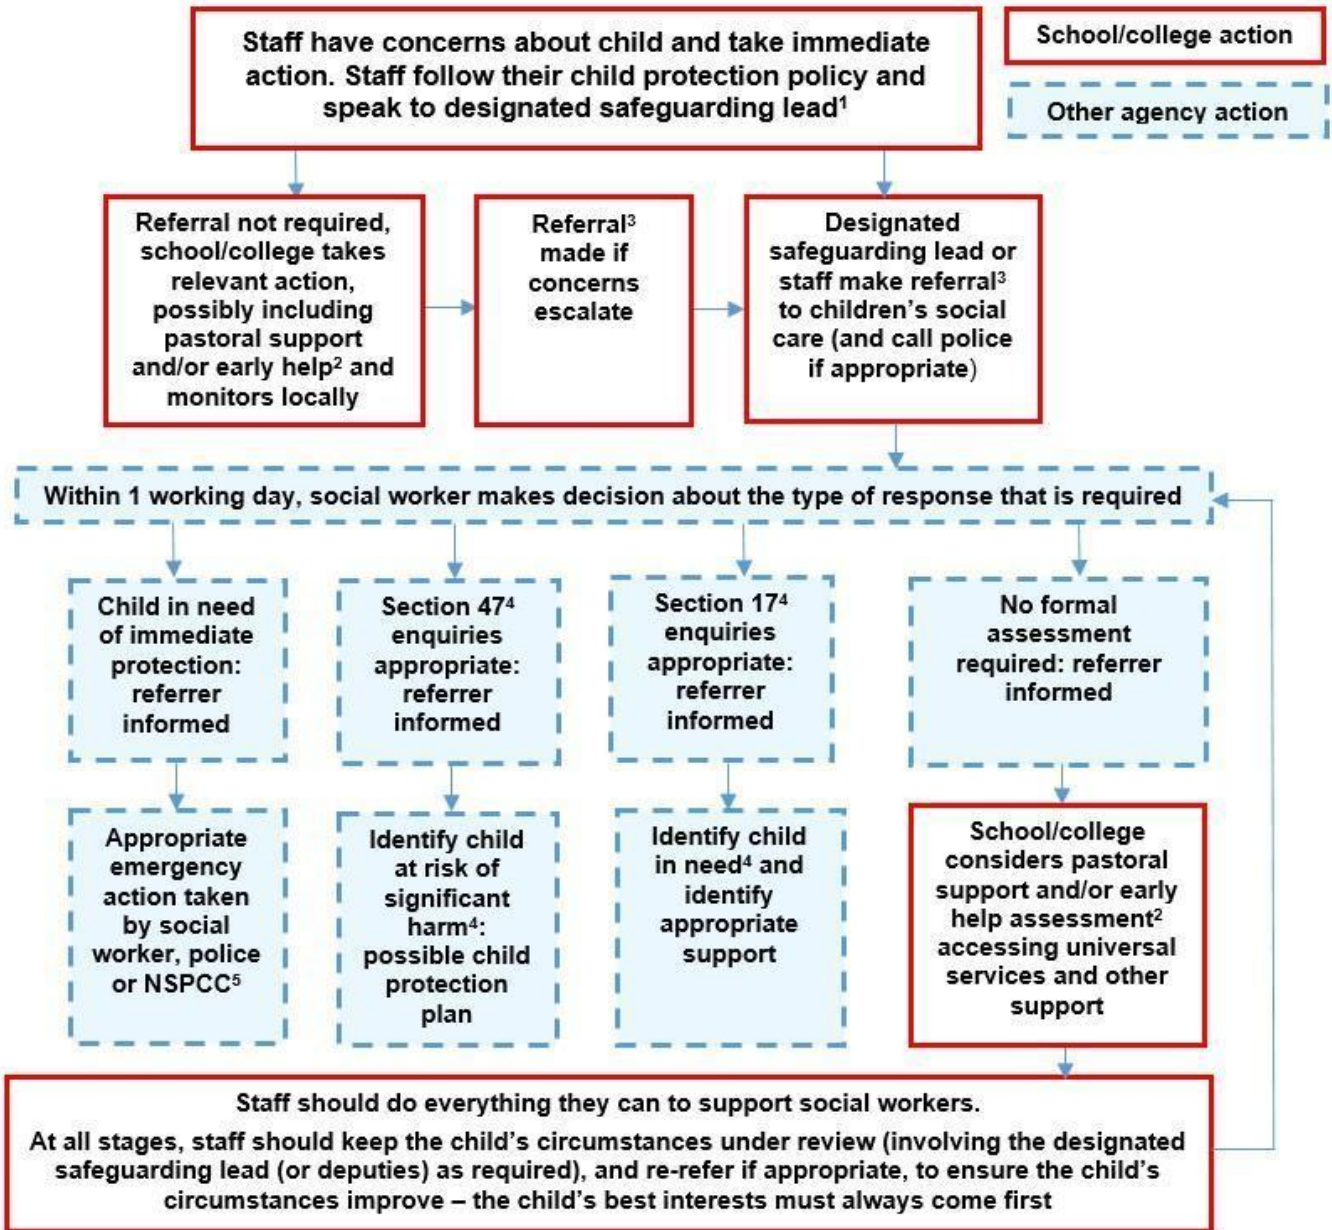 Staff have concerns about child and take immediate
action. Staff follow their child protection policy and
speak to designated safeguarding lead¹
School/college action
Other agency action
Referral not required,
school/college takes
relevant action,
possibly including
pastoral support
and/or early help² and
monitors locally
Referral³
made if
concerns
escalate
Designated
safeguarding lead or
staff make referral³
to children’s social
care (and call police
if appropriate)
Within 1 working day, social worker makes decision about the type of response that is required
Child in need
of immediate
protection:
referrer
informed
Section 47⁴
enquiries
appropriate:
referrer
informed
Section 17⁴
enquiries
appropriate:
referrer
informed
No formal
assessment
required: referrer
informed
Appropriate
emergency
action taken
by social
worker, police
or NSPCC⁵
Identify child
at risk of
significant
harm⁴:
possible child
protection
plan
Identify child
in need⁴ and
identify
appropriate
support
School/college
considers pastoral
support and/or early
help assessment²
accessing universal
services and other
support
Staff should do everything they can to support social workers.
At all stages, staff should keep the child’s circumstances under review (involving the designated
safeguarding lead (or deputies) as required), and re-refer if appropriate, to ensure the child’s
circumstances improve – the child’s best interests must always come first